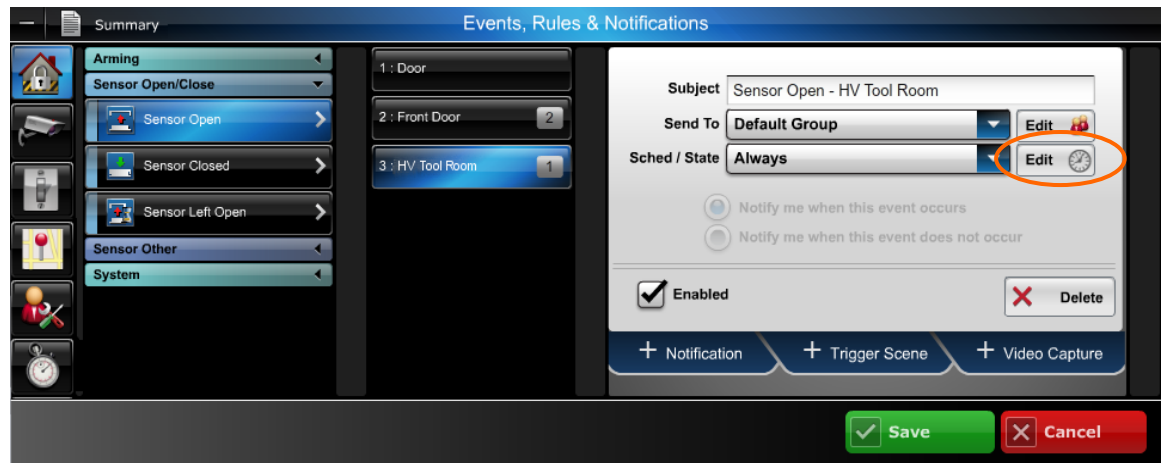 Summary
Events, Rules & Notifications
Arming
Sensor Open/Close
Sensor Open
Sensor Closed
Sensor Left Open
Sensor Other
System
1 : Door
2 : Front Door 2
3 : HV Tool Room 1
Subject Sensor Open - HV Tool Room
Send To Default Group Edit
Sched / State Always Edit
Notify me when this event occurs
Notify me when this event does not occur
Enabled
Delete
+ Notification + Trigger Scene + Video Capture
Save Cancel